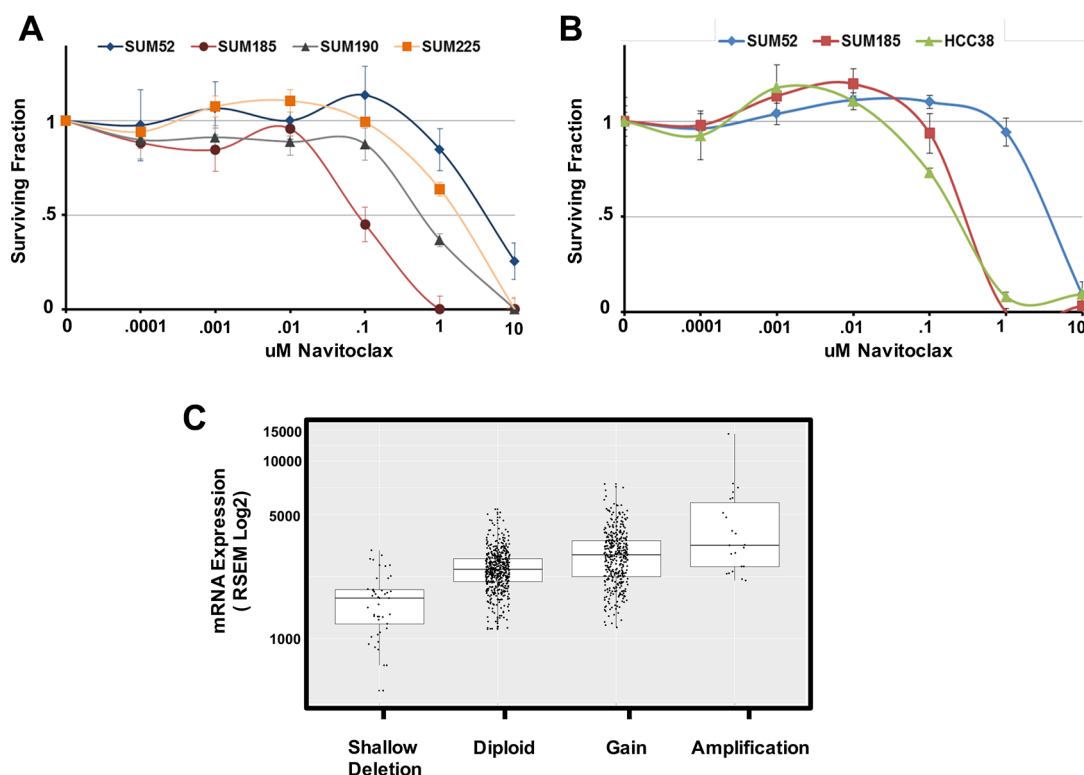 A
SUM52 SUM185 SUM190 SUM225
Surviving Fraction
1
.5
0
0 .0001 .001 .01 .1 1 10
uM Navitoclax
B
SUM52 SUM185 HCC38
Surviving Fraction
1
.5
0
0 .0001 .001 .01 .1 1 10
uM Navitoclax
C
mRNA Expression
( RSEM Log2)
15000
10000
5000
1000
Shallow Deletion
Diploid
Gain
Amplification